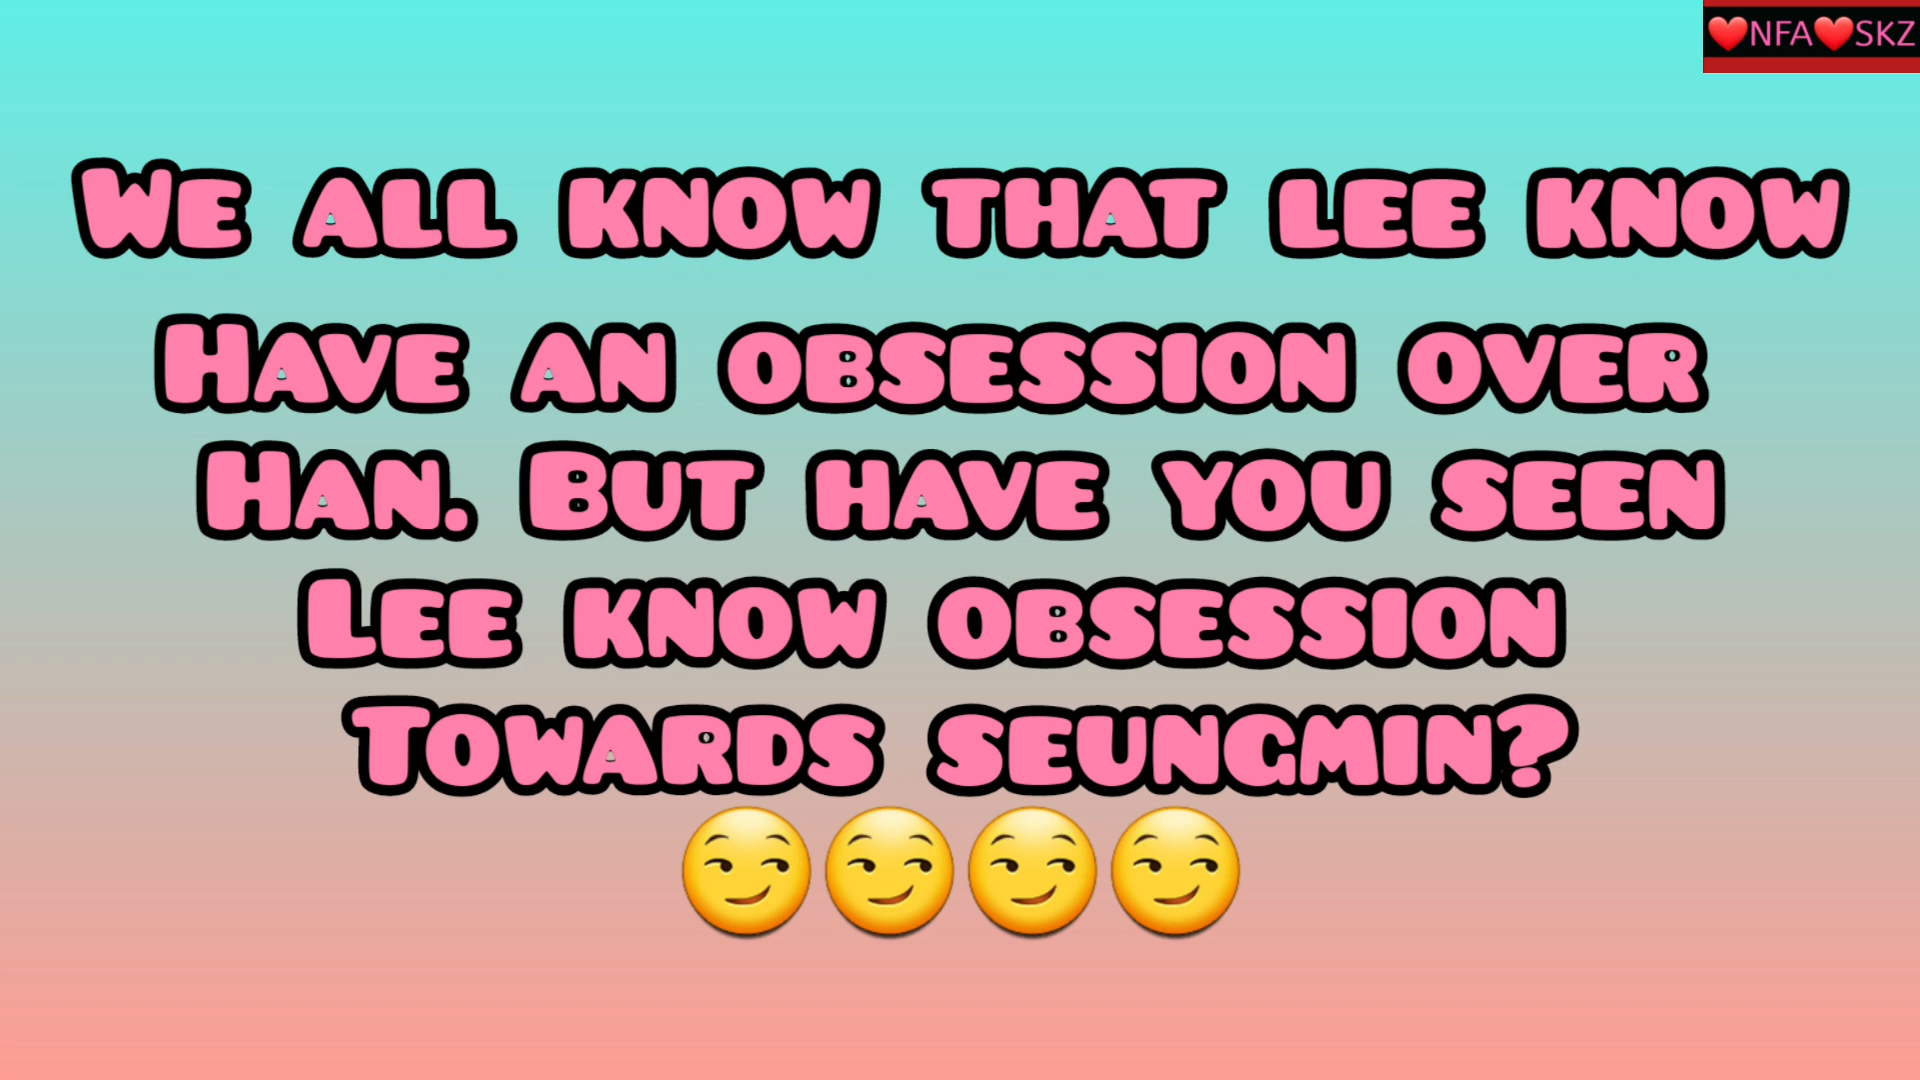 ❤️NFA❤️SKZ
We all know that lee know
Have an obsession over
Han. But have you seen
Lee know obsession
Towards seungmin?
😏😏😏😏